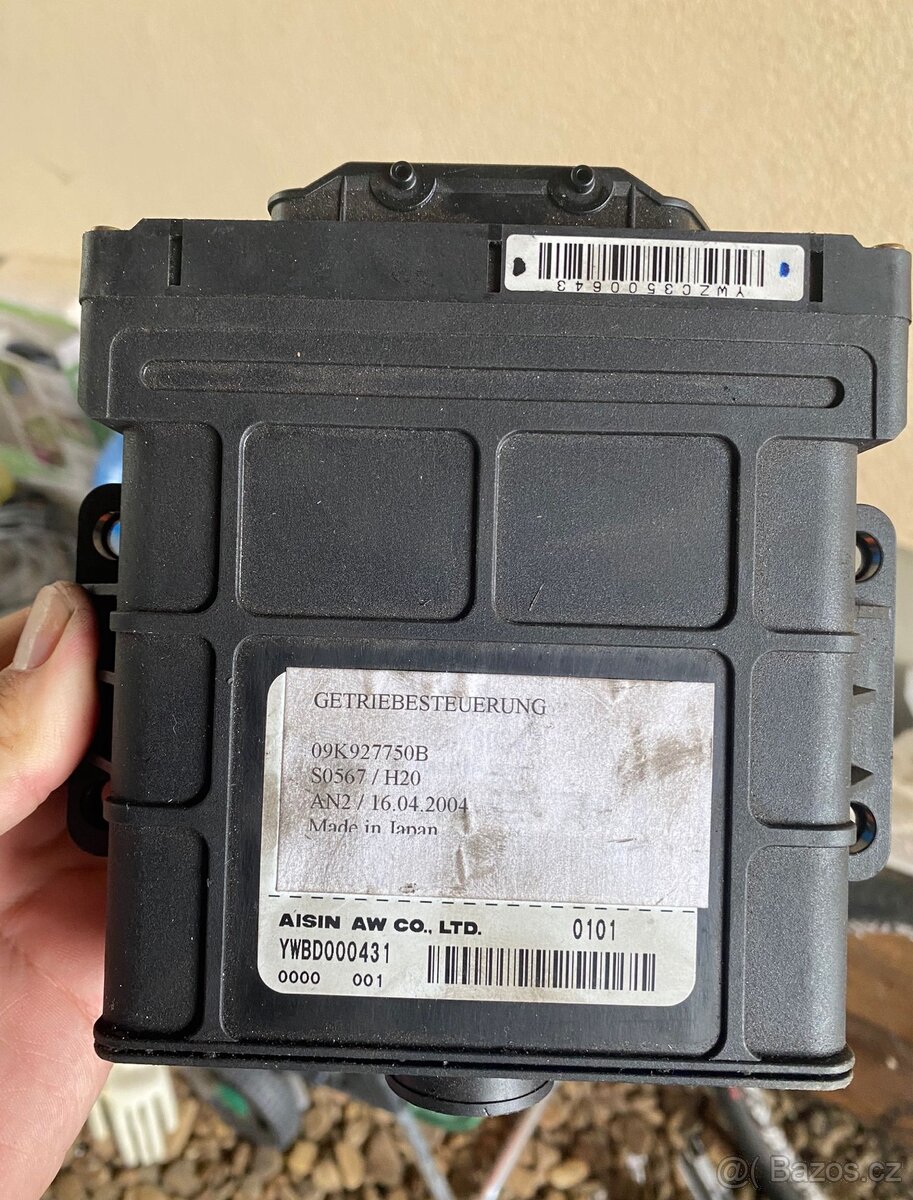 YWZC3500643
GETRIEBESTEUERUNG
09K927750B
S0567 / H20
AN2 / 16.04.2004
Made in Japan
AISIN AW CO., LTD. 0101
YWBD000431
0000 001
@( Bazos.cz